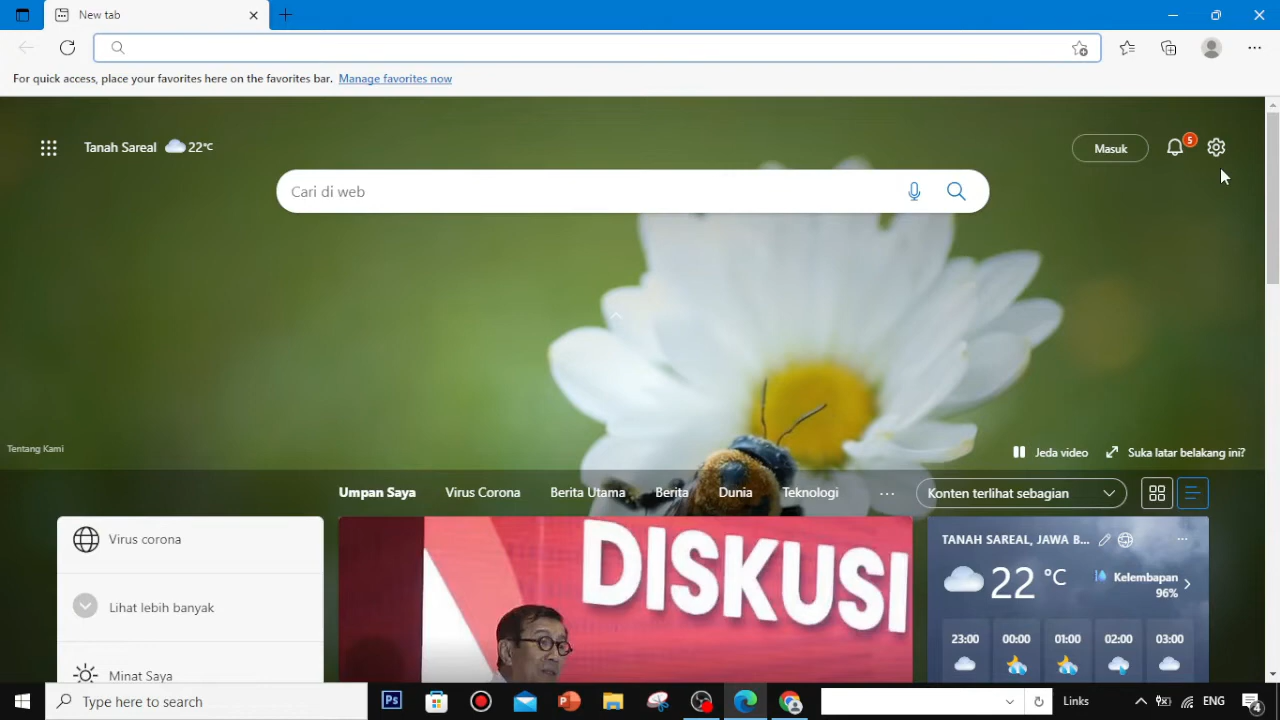 New tab
For quick access, place your favorites here on the favorites bar. Manage favorites now
Tanah Sareal 22°C
Masuk
5
Cari di web
Tentang Kami
Jeda video
Suka latar belakang ini?
Umpan Saya Virus Corona Berita Utama Berita Dunia Teknologi ... Konten terlihat sebagian
Virus corona
Lihat lebih banyak
Minat Saya
DISKUSI
TANAH SAREAL, JAWA B... ...
22 °C
Kelembapan
96%
23:00 00:00 01:00 02:00 03:00
Type here to search
Ps
Links
ENG
4